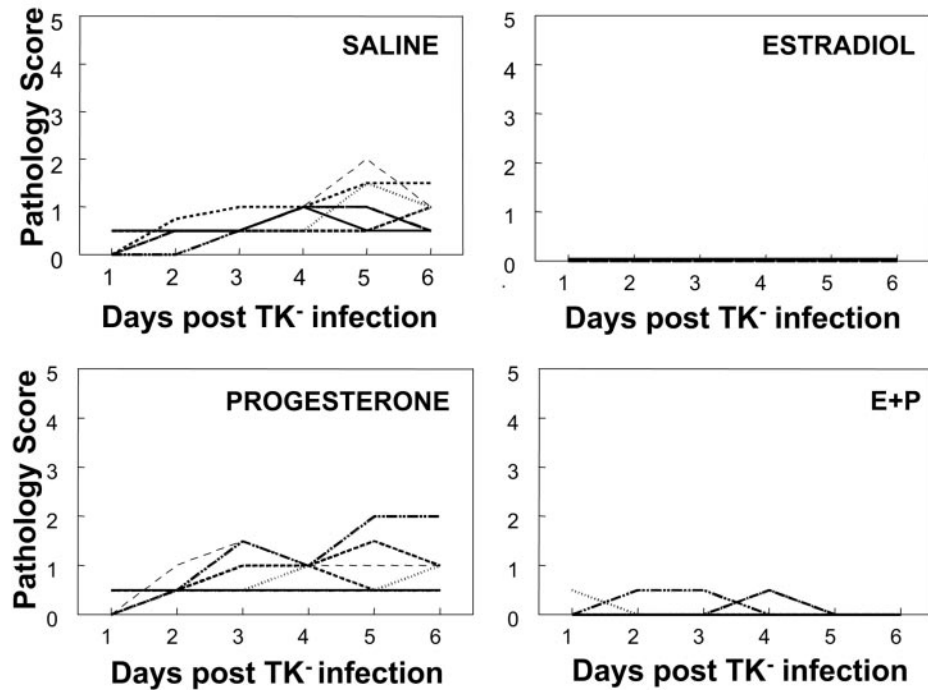 SALINE
Pathology Score
5
4
3
2
1
0
1 2 3 4 5 6
Days post TK- infection
ESTRADIOL
5
4
3
2
1
0
1 2 3 4 5 6
Days post TK- infection
PROGESTERONE
Pathology Score
5
4
3
2
1
0
1 2 3 4 5 6
Days post TK- infection
E+P
5
4
3
2
1
0
1 2 3 4 5 6
Days post TK- infection